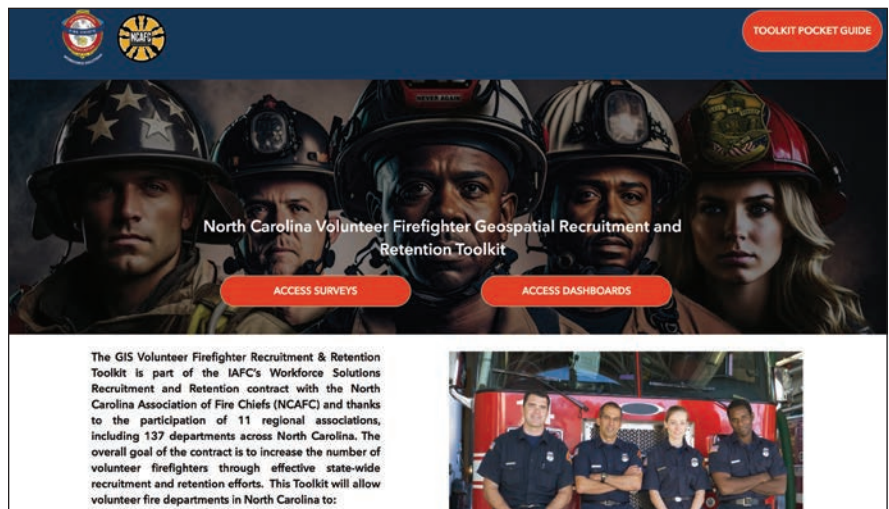 NCAFC
TOOLKIT POCKET GUIDE
NEVER AGAIN
North Carolina Volunteer Firefighter Geospatial Recruitment and
Retention Toolkit
ACCESS SURVEYS
ACCESS DASHBOARDS
The GIS Volunteer Firefighter Recruitment & Retention
Toolkit is part of the IAFC's Workforce Solutions
Recruitment and Retention contract with the North
Carolina Association of Fire Chiefs (NCAFC) and thanks
to the participation of 11 regional associations,
including 137 departments across North Carolina. The
overall goal of the contract is to increase the number of
volunteer firefighters through effective state-wide
recruitment and retention efforts. This Toolkit will allow
volunteer fire departments in North Carolina to: